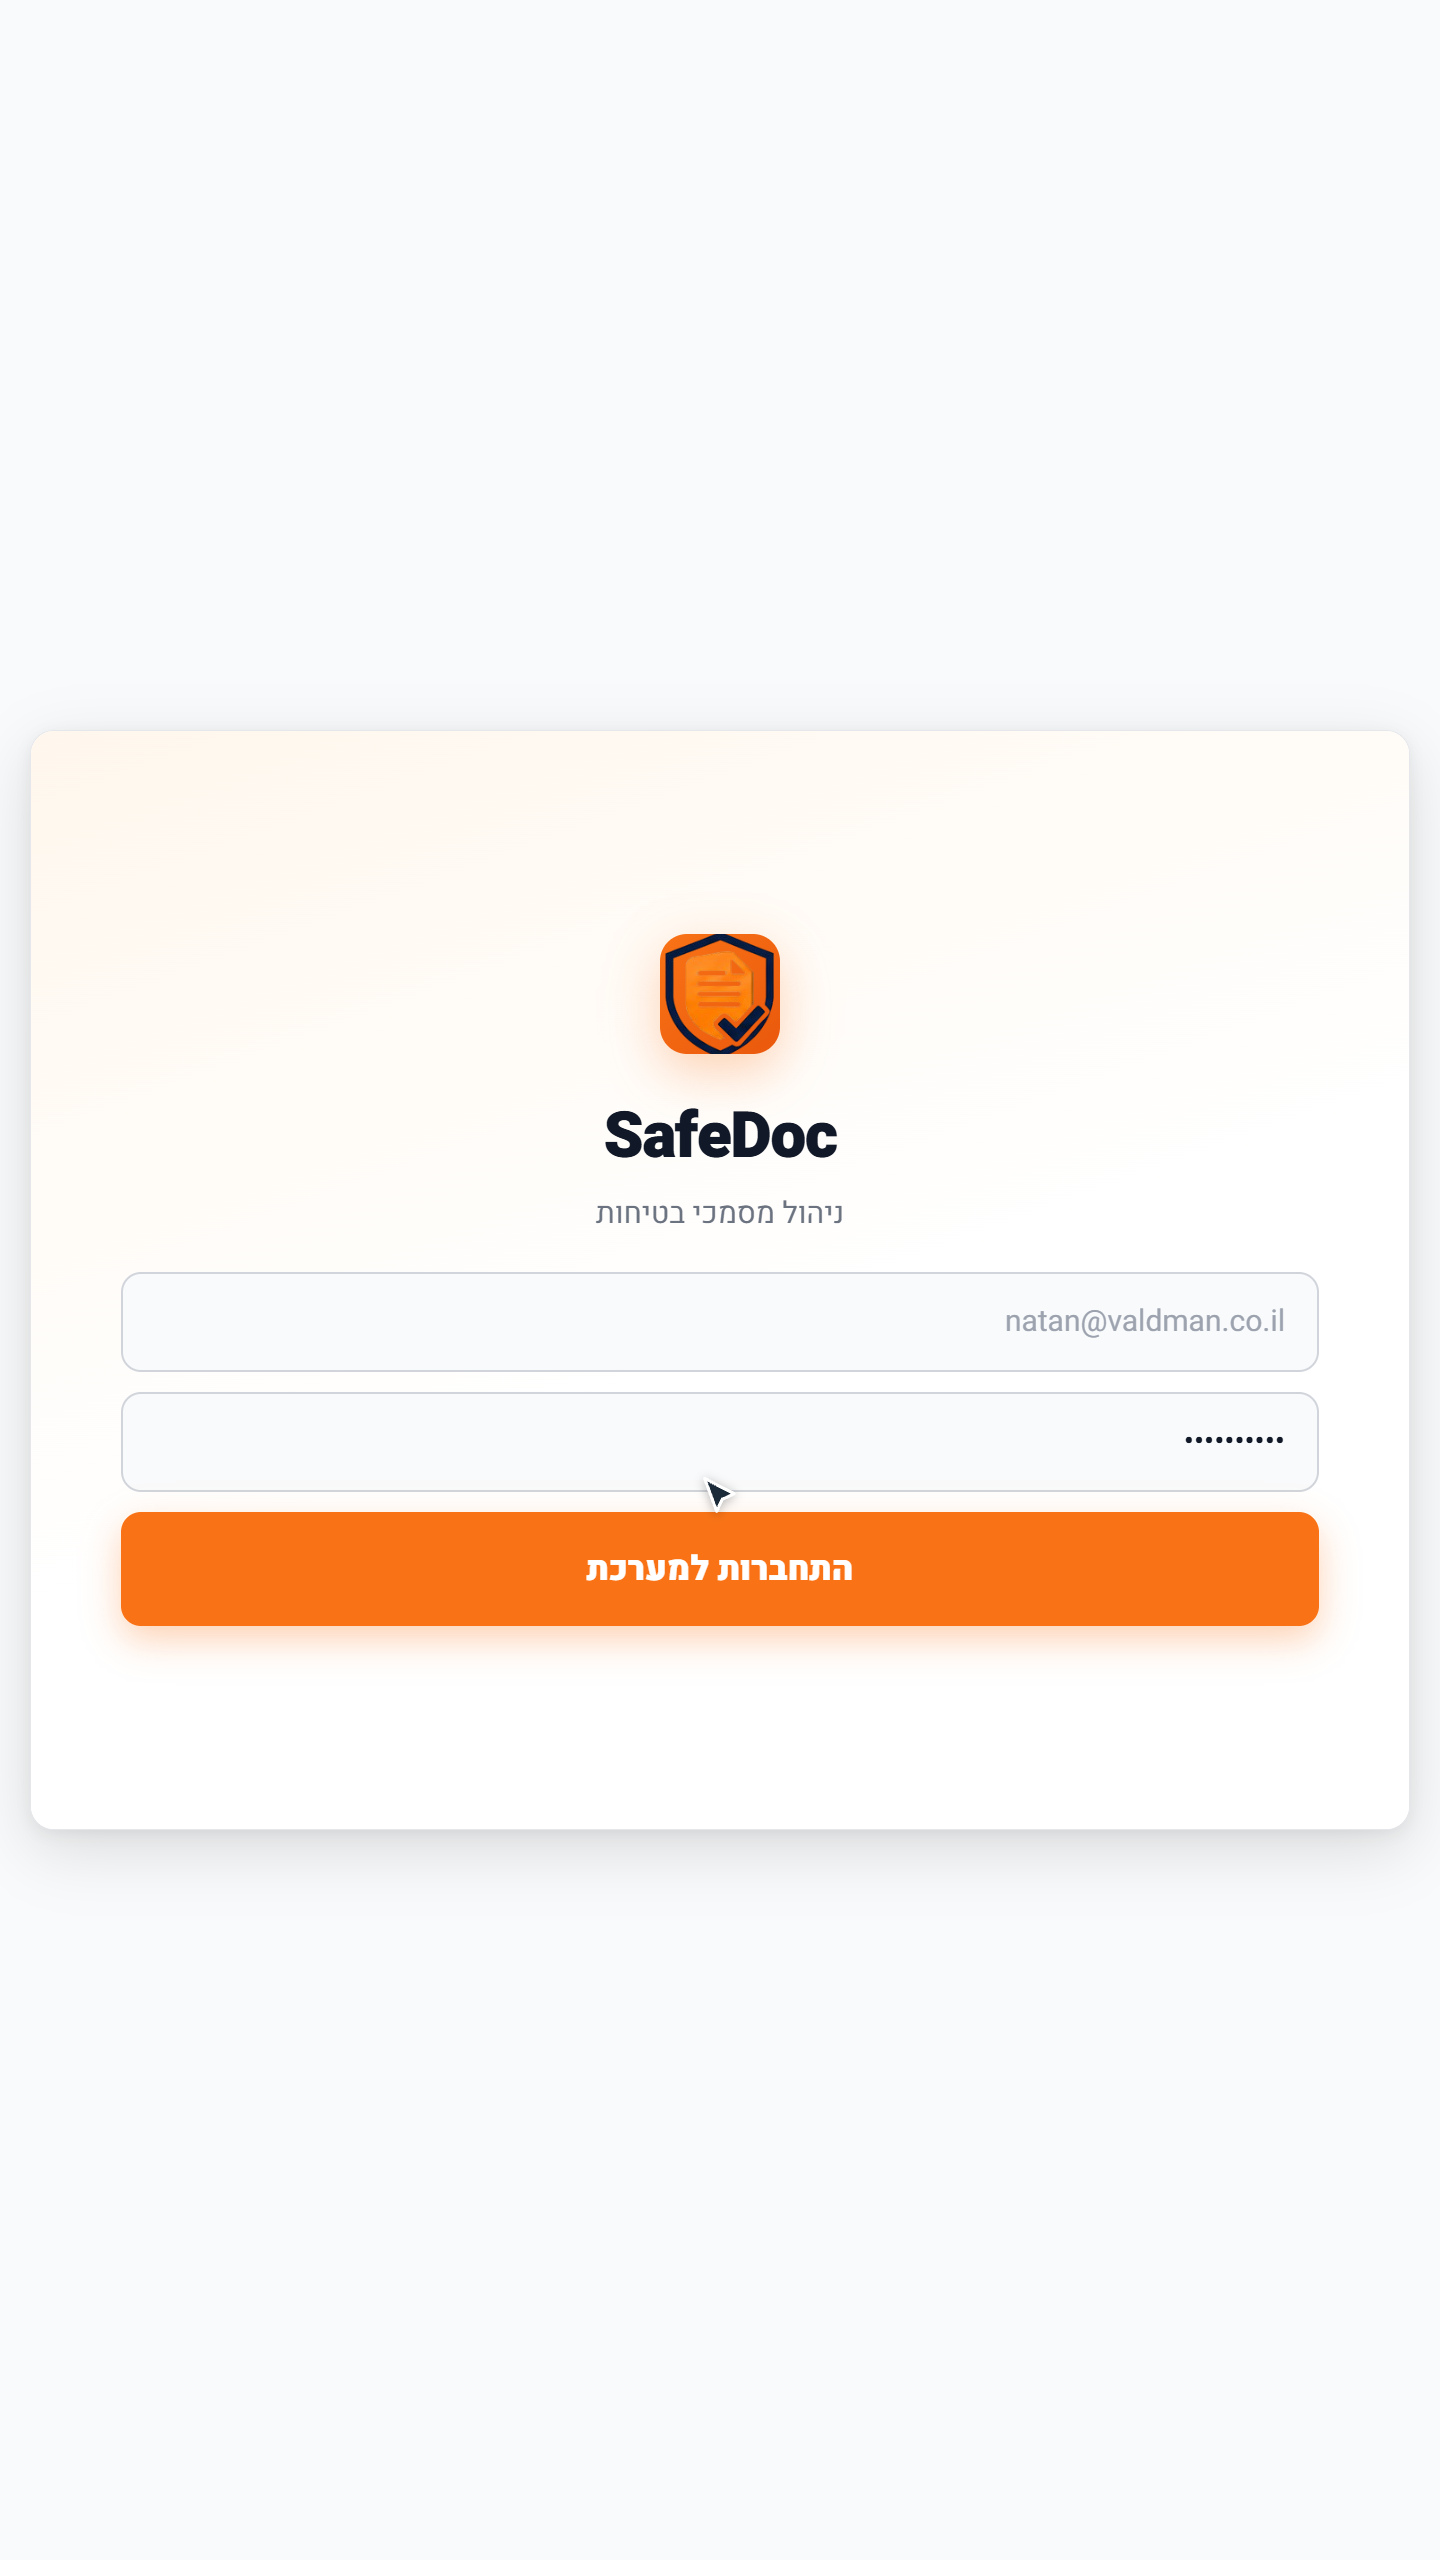 SafeDoc
ניהול מסמכי בטיחות
natan@valdman.co.il
••••••••••
התחברות למערכת